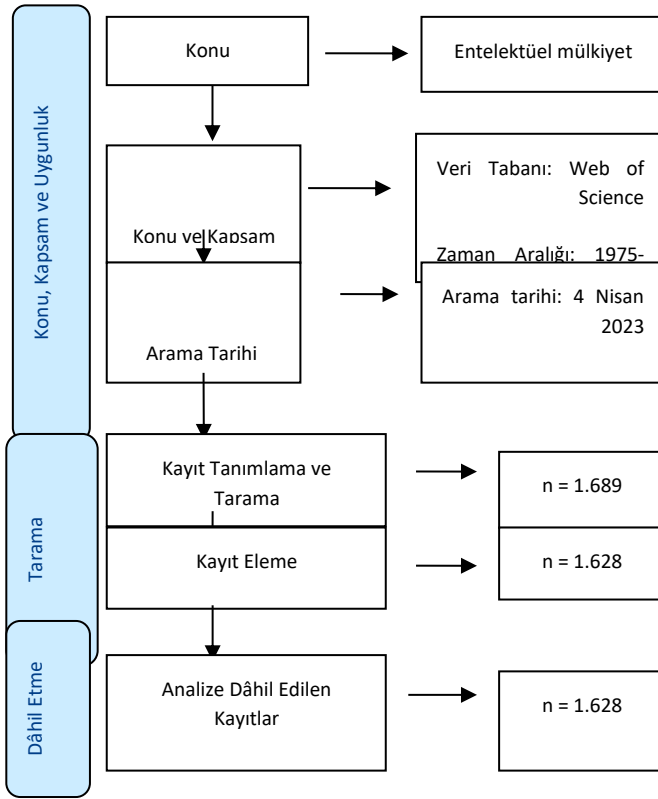 Konu, Kapsam ve Uygunluk
Konu
Entelektüel mülkiyet
Konu ve Kapsam
Veri Tabanı: Web of
Science
Zaman Aralığı: 1975-
Arama Tarihi
Arama tarihi: 4 Nisan
2023
Tarama
Kayıt Tanımlama ve
Tarama
n = 1.689
Kayıt Eleme
n = 1.628
Dâhil Etme
Analize Dâhil Edilen
Kayıtlar
n = 1.628